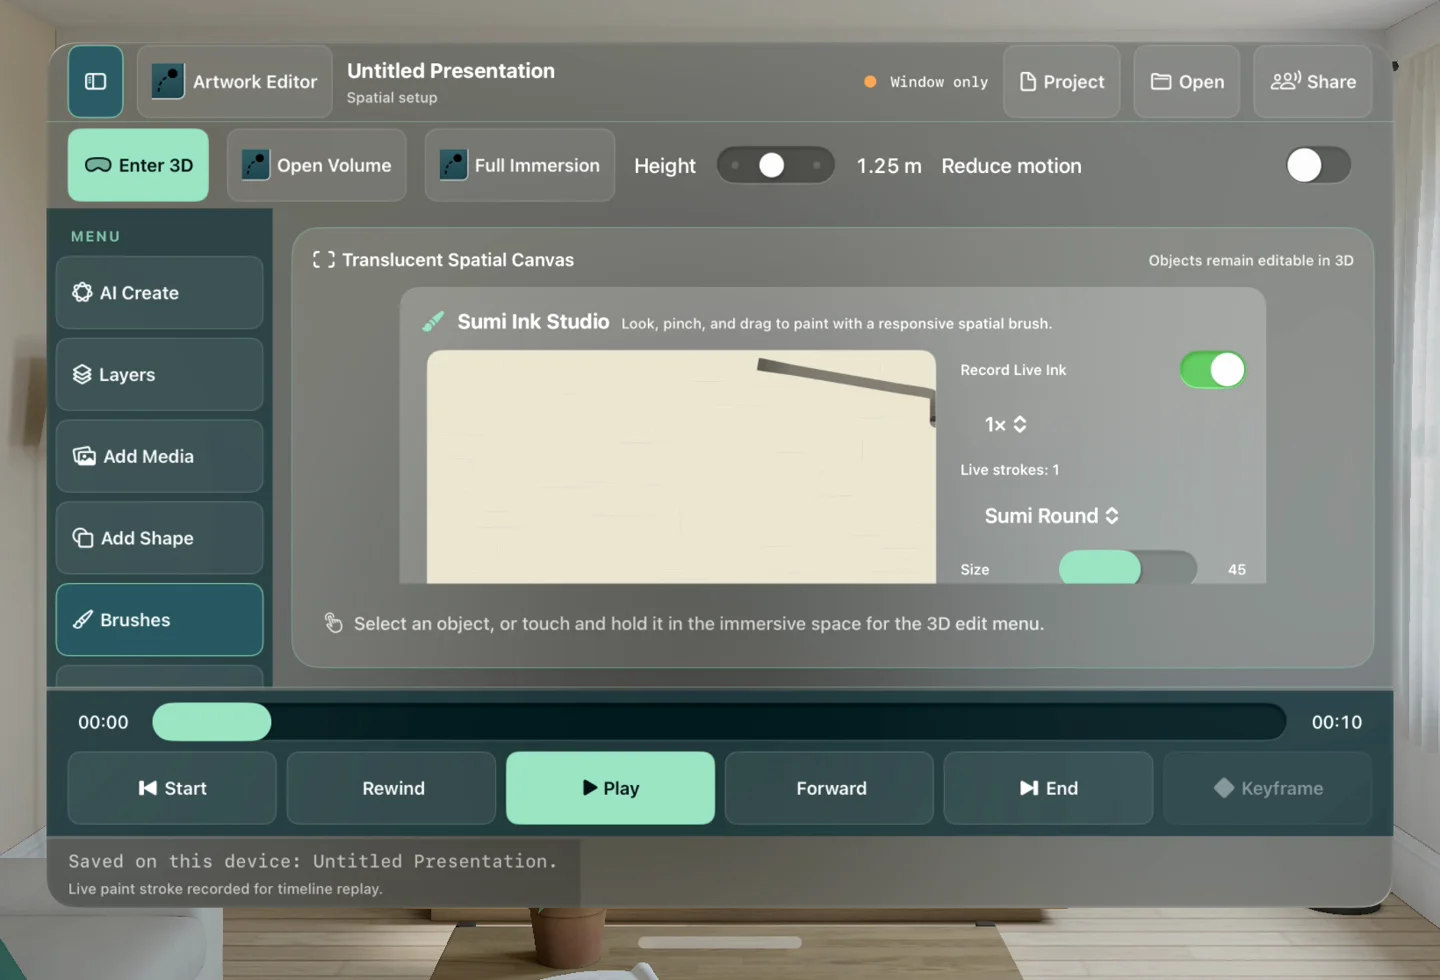 Artwork Editor
Untitled Presentation
Spatial setup
Window only
Project
Open
Share
Enter 3D
Open Volume
Full Immersion
Height
1.25 m
Reduce motion
MENU
AI Create
Layers
Add Media
Add Shape
Brushes
Translucent Spatial Canvas
Objects remain editable in 3D
Sumi Ink Studio
Look, pinch, and drag to paint with a responsive spatial brush.
Record Live Ink
1×
Live strokes: 1
Sumi Round
Size
45
Select an object, or touch and hold it in the immersive space for the 3D edit menu.
00:00
00:10
Start
Rewind
Play
Forward
End
Keyframe
Saved on this device: Untitled Presentation.
Live paint stroke recorded for timeline replay.